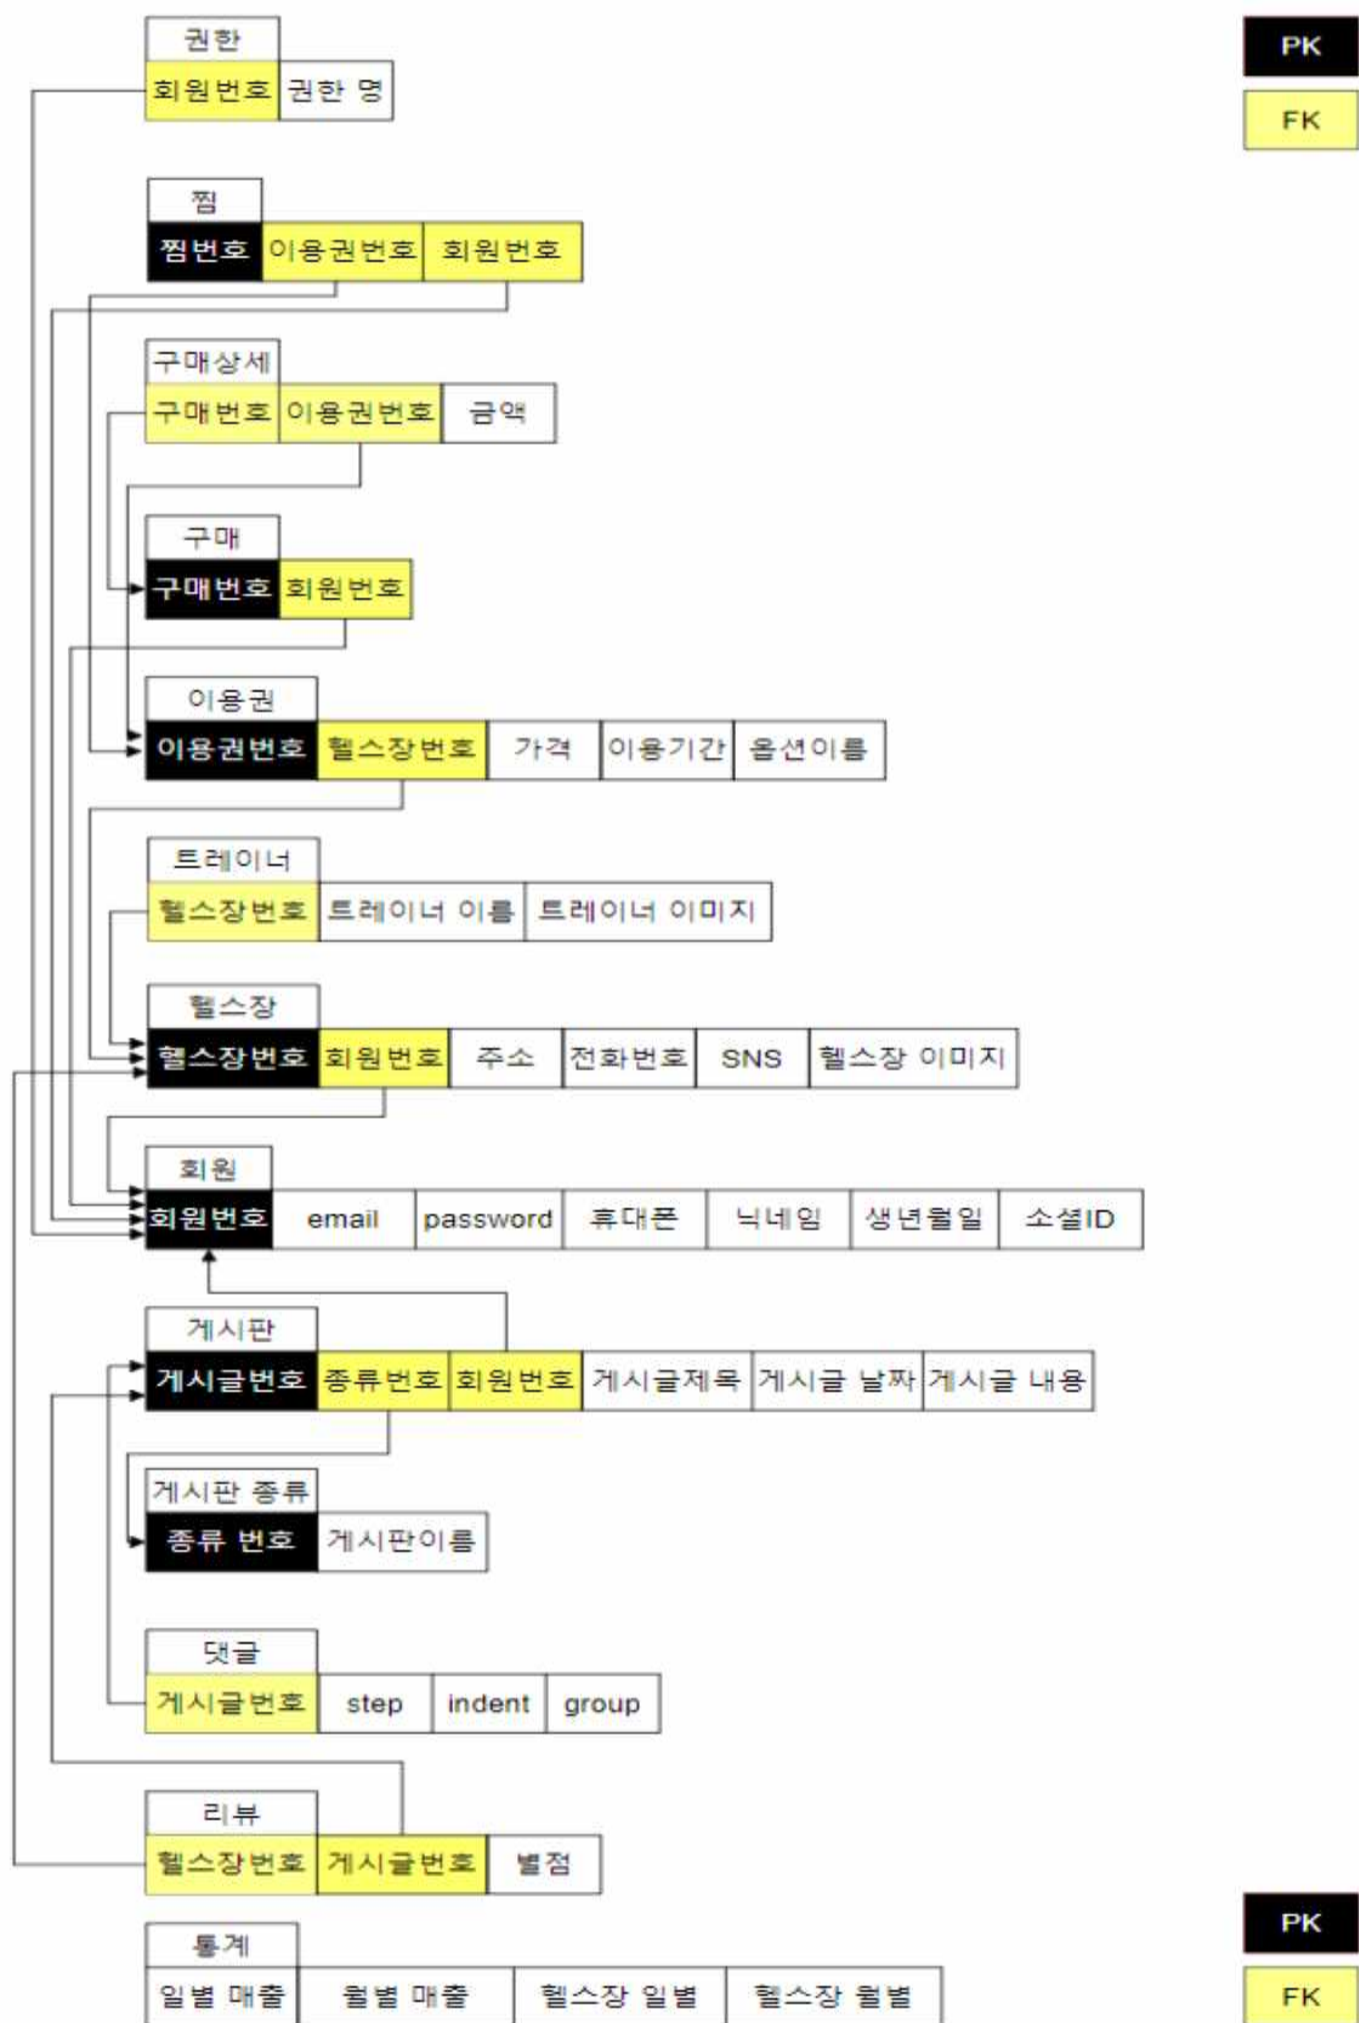 권한
PK
회원번호 권한 명
FK
찜
찜번호 이용권번호 회원번호
구매상세
구매번호 이용권번호 금액
구매
구매번호 회원번호
이용권
이용권번호 헬스장번호 가격 이용기간 옵션이름
트레이너
헬스장번호 트레이너 이름 트레이너 이미지
헬스장
헬스장번호 회원번호 주소 전화번호 SNS 헬스장 이미지
회원
회원번호 email password 휴대폰 닉네임 생년월일 소셜ID
게시판
게시글번호 종류번호 회원번호 게시글제목 게시글 날짜 게시글 내용
게시판 종류
종류 번호 게시판이름
댓글
게시글번호 step indent group
리뷰
헬스장번호 게시글번호 별점
PK
통계
일별 매출 월별 매출 헬스장 일별 헬스장 월별
FK